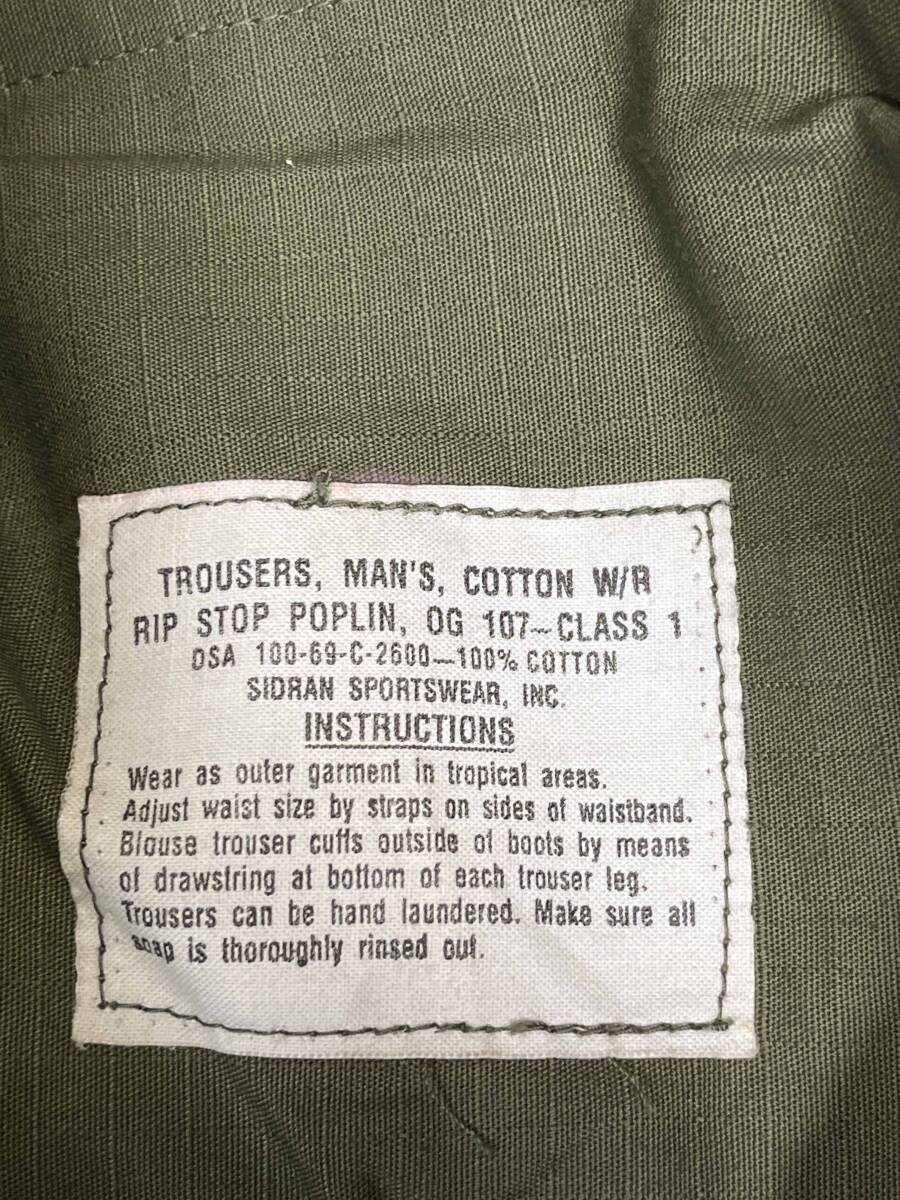 TROUSERS, MAN'S, COTTON W/R
RIP STOP POPLIN, OG 107-CLASS 1
DSA 100-69-C-2600-100% COTTON
SIDRAN SPORTSWEAR, INC.
INSTRUCTIONS
Wear as outer garment in tropical areas.
Adjust waist size by straps on sides of waistband.
Blouse trouser cuffs outside of boots by means
of drawstring at bottom of each trouser leg.
Trousers can be hand laundered. Make sure all
soap is thoroughly rinsed out.